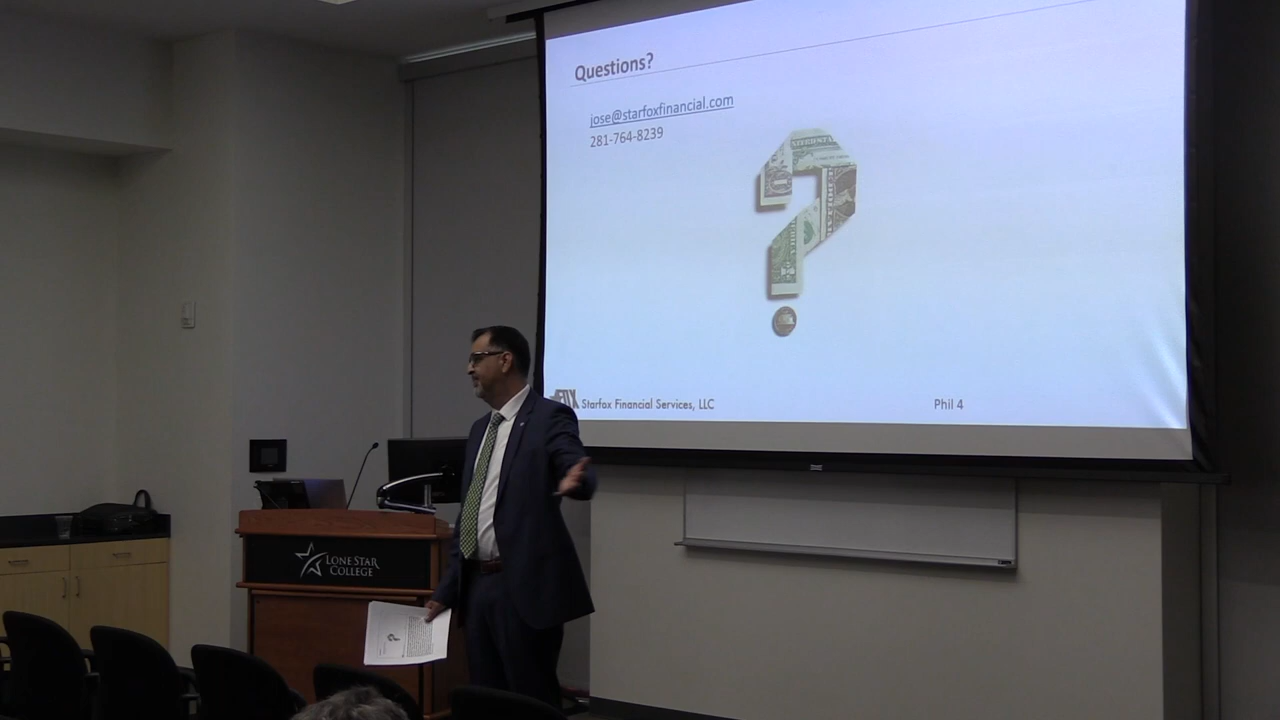 Questions?
jose@starfoxfinancial.com
281-764-8239
Starfox Financial Services, LLC
Phil 4
LONE STAR
COLLEGE